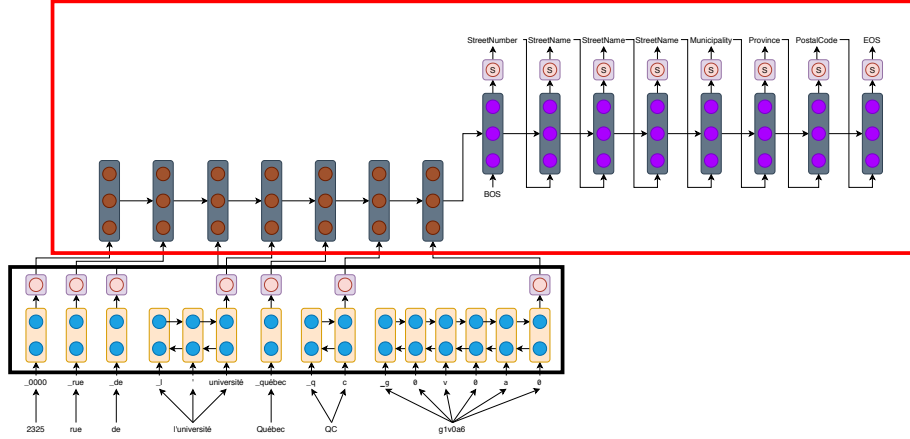 StreetNumber StreetName StreetName StreetName Municipality Province PostalCode EOS
S S S S S S S S
BOS
_0000 _rue _de _l ' université _québec _q c _g 0 v 0 a 0
2325 rue de l'université Québec QC g1v0a6